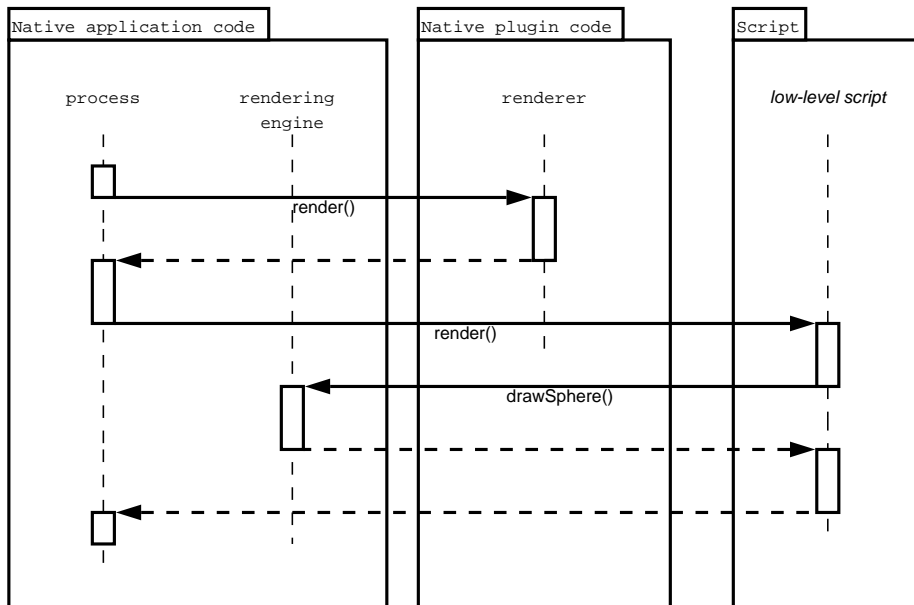 Native application code
Native plugin code
Script
process
rendering
engine
renderer
low-level script
render()
render()
drawSphere()